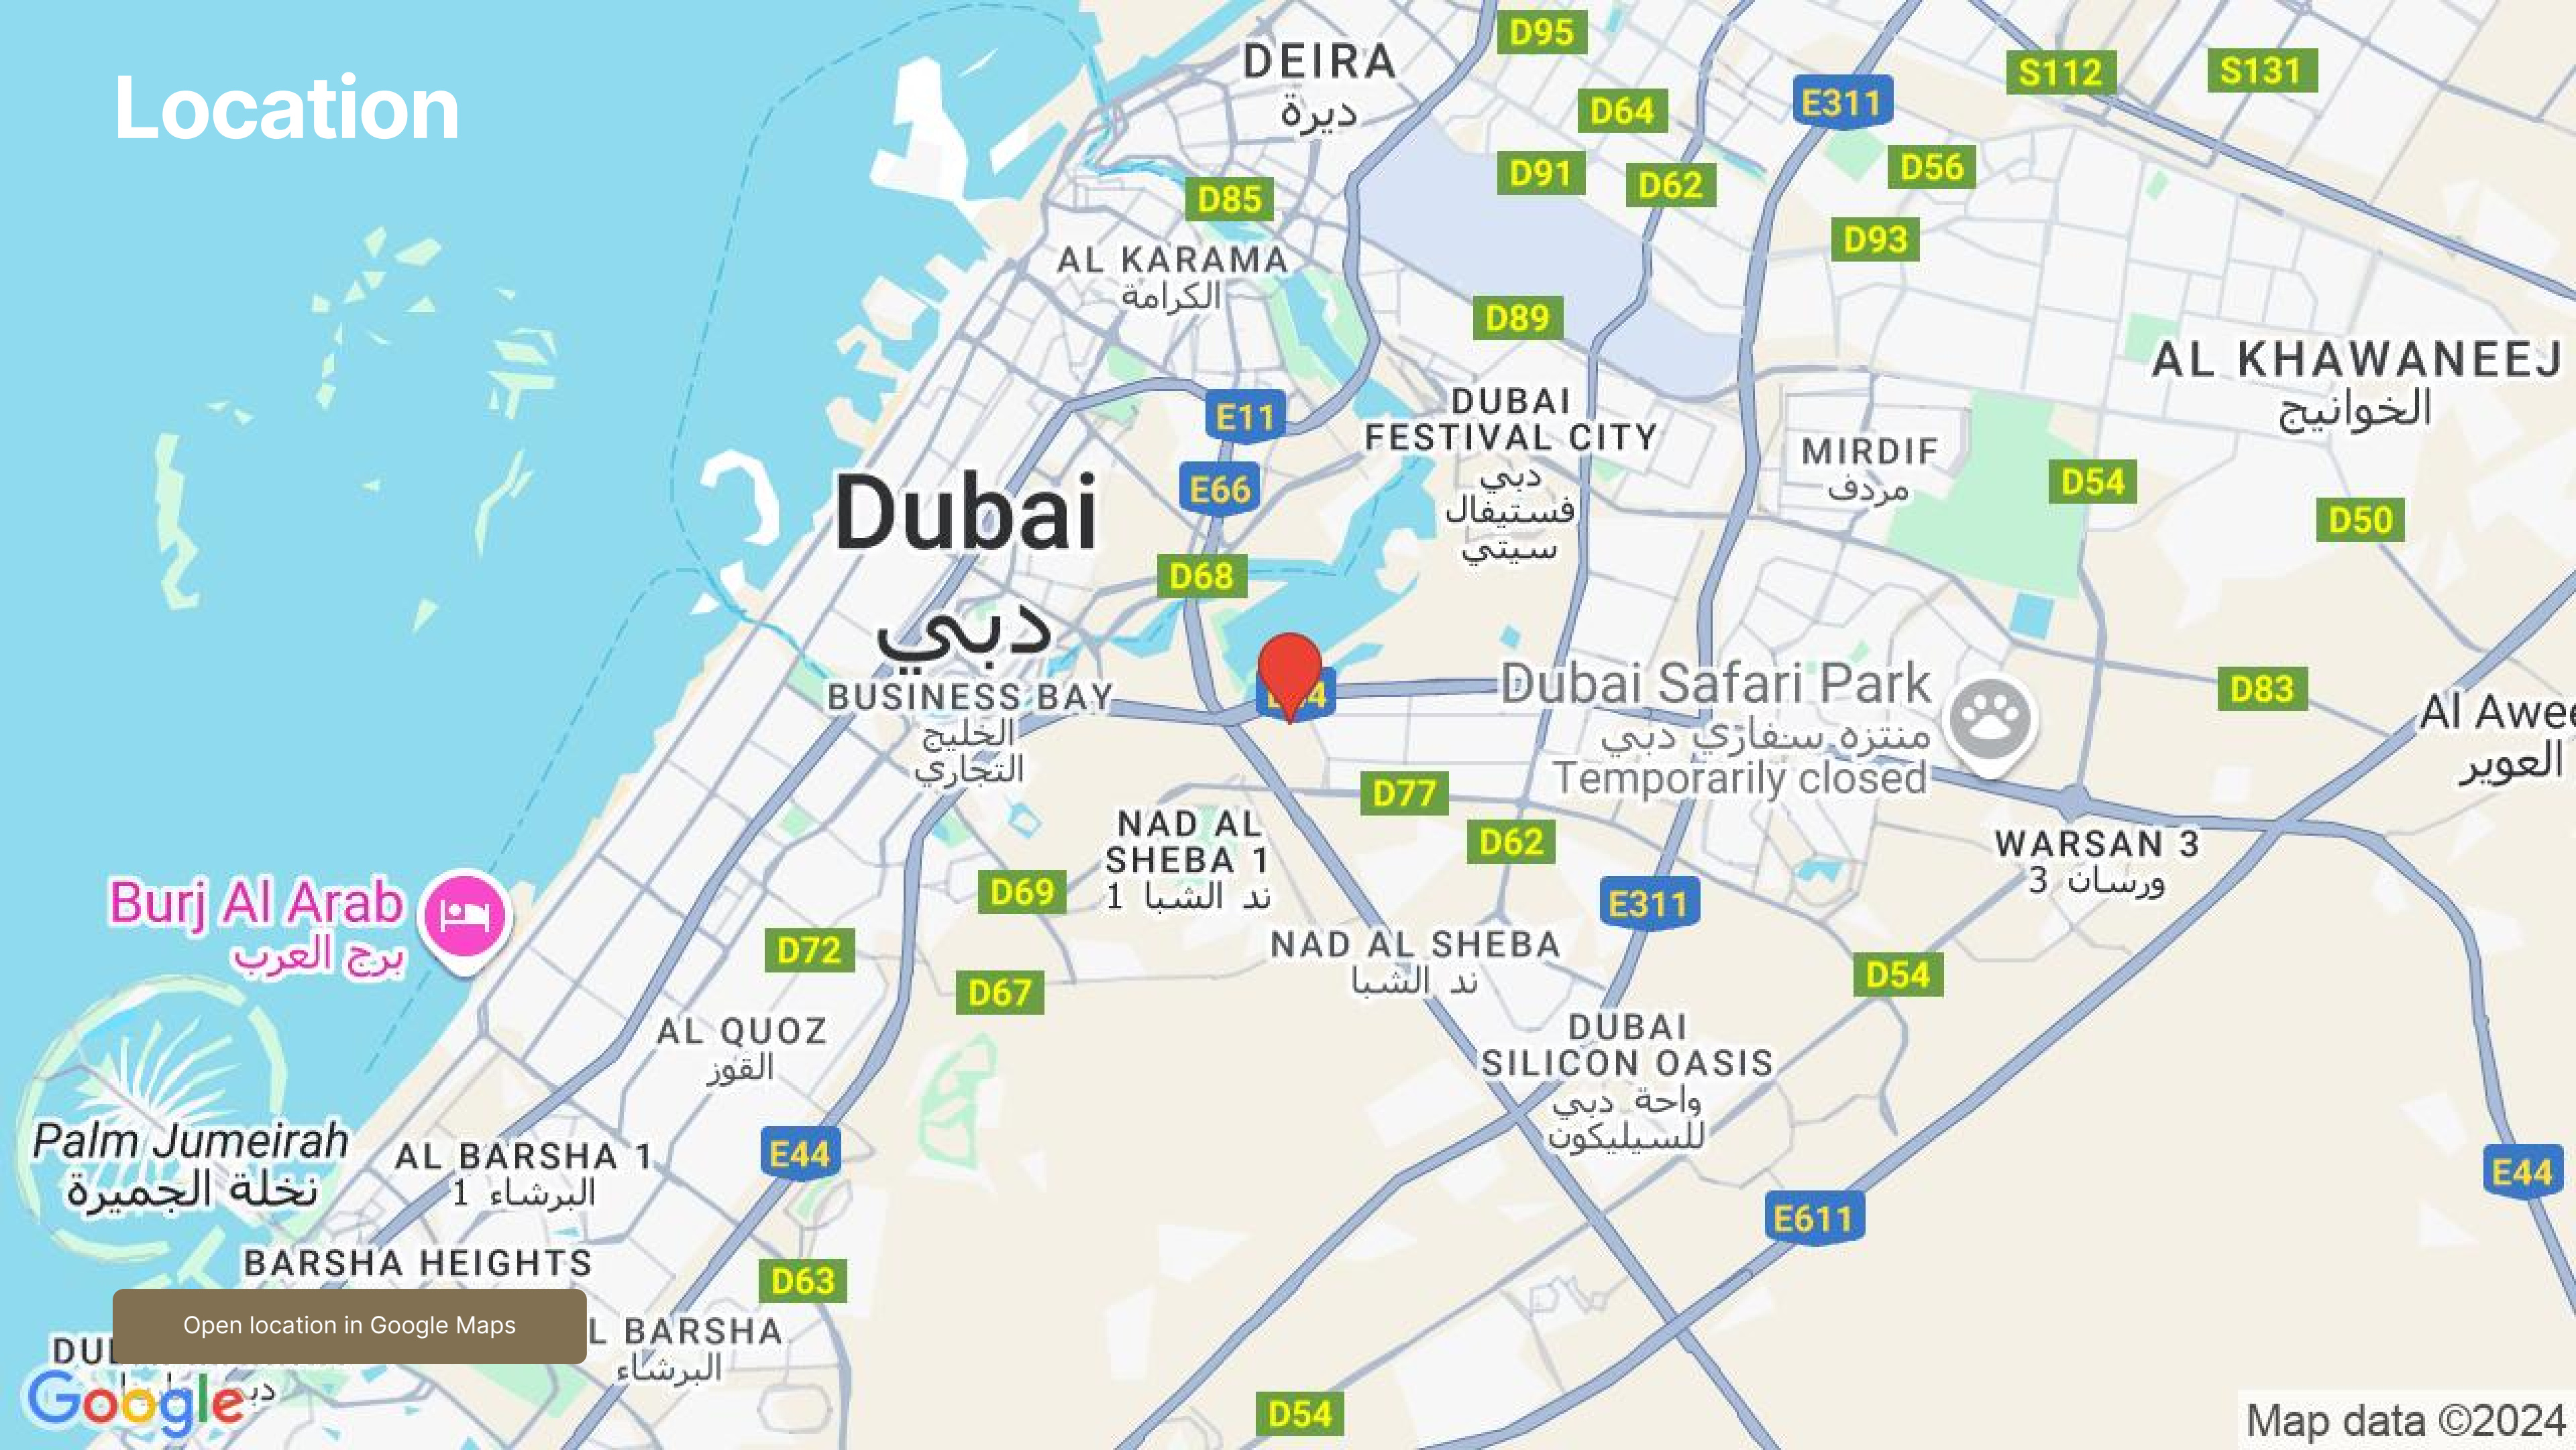 Location
DEIRA
ديرة
D95
D64
E311
S112
S131
D91
D62
D56
D85
D93
AL KARAMA
الكرامة
D89
AL KHAWANEEJ
الخوانيج
DUBAI
FESTIVAL CITY
دبي
فستيفال
سيتي
E11
MIRDIF
مردف
E66
D54
D50
Dubai
دبي
D68
BUSINESS BAY
الخليج
التجاري
Dubai Safari Park
منتزه سفاري دبي
Temporarily closed
D83
العوير
D77
D62
NAD AL
SHEBA 1
ند الشبا 1
WARSAN 3
ورسان 3
D69
E311
Burj Al Arab
برج العرب
D72
NAD AL SHEBA
ند الشبا
D67
D54
AL QUOZ
القوز
DUBAI
SILICON OASIS
واحة دبي
للسيليكون
Palm Jumeirah
نخلة الجميرة
AL BARSHA 1
البرشاء 1
E44
E44
E611
BARSHA HEIGHTS
D63
Open location in Google Maps
L BARSHA
البرشاء
Google
D54
Map data ©2024